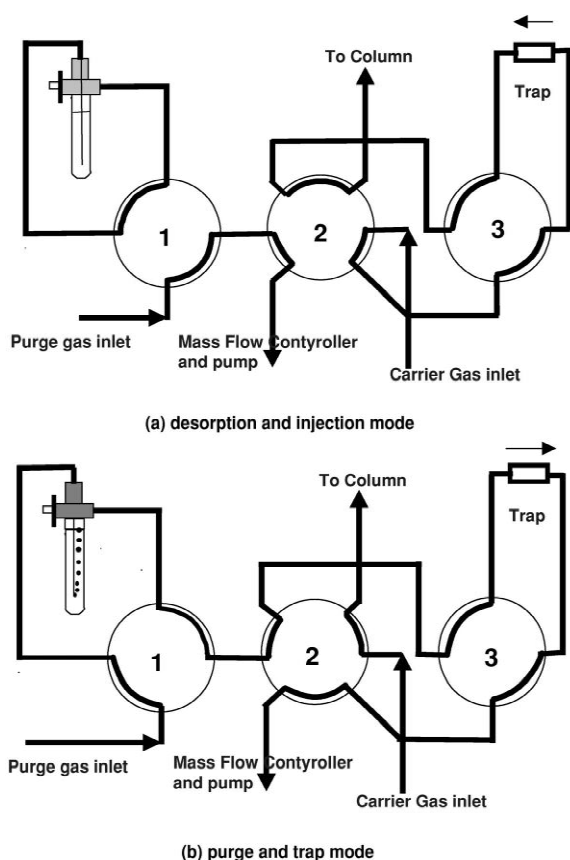 To Column
Trap
1
2
3
Purge gas inlet
Mass Flow Contyroller
and pump
Carrier Gas inlet
(a) desorption and injection mode
To Column
Trap
1
2
3
Purge gas inlet
Mass Flow Contyroller
and pump
Carrier Gas inlet
(b) purge and trap mode